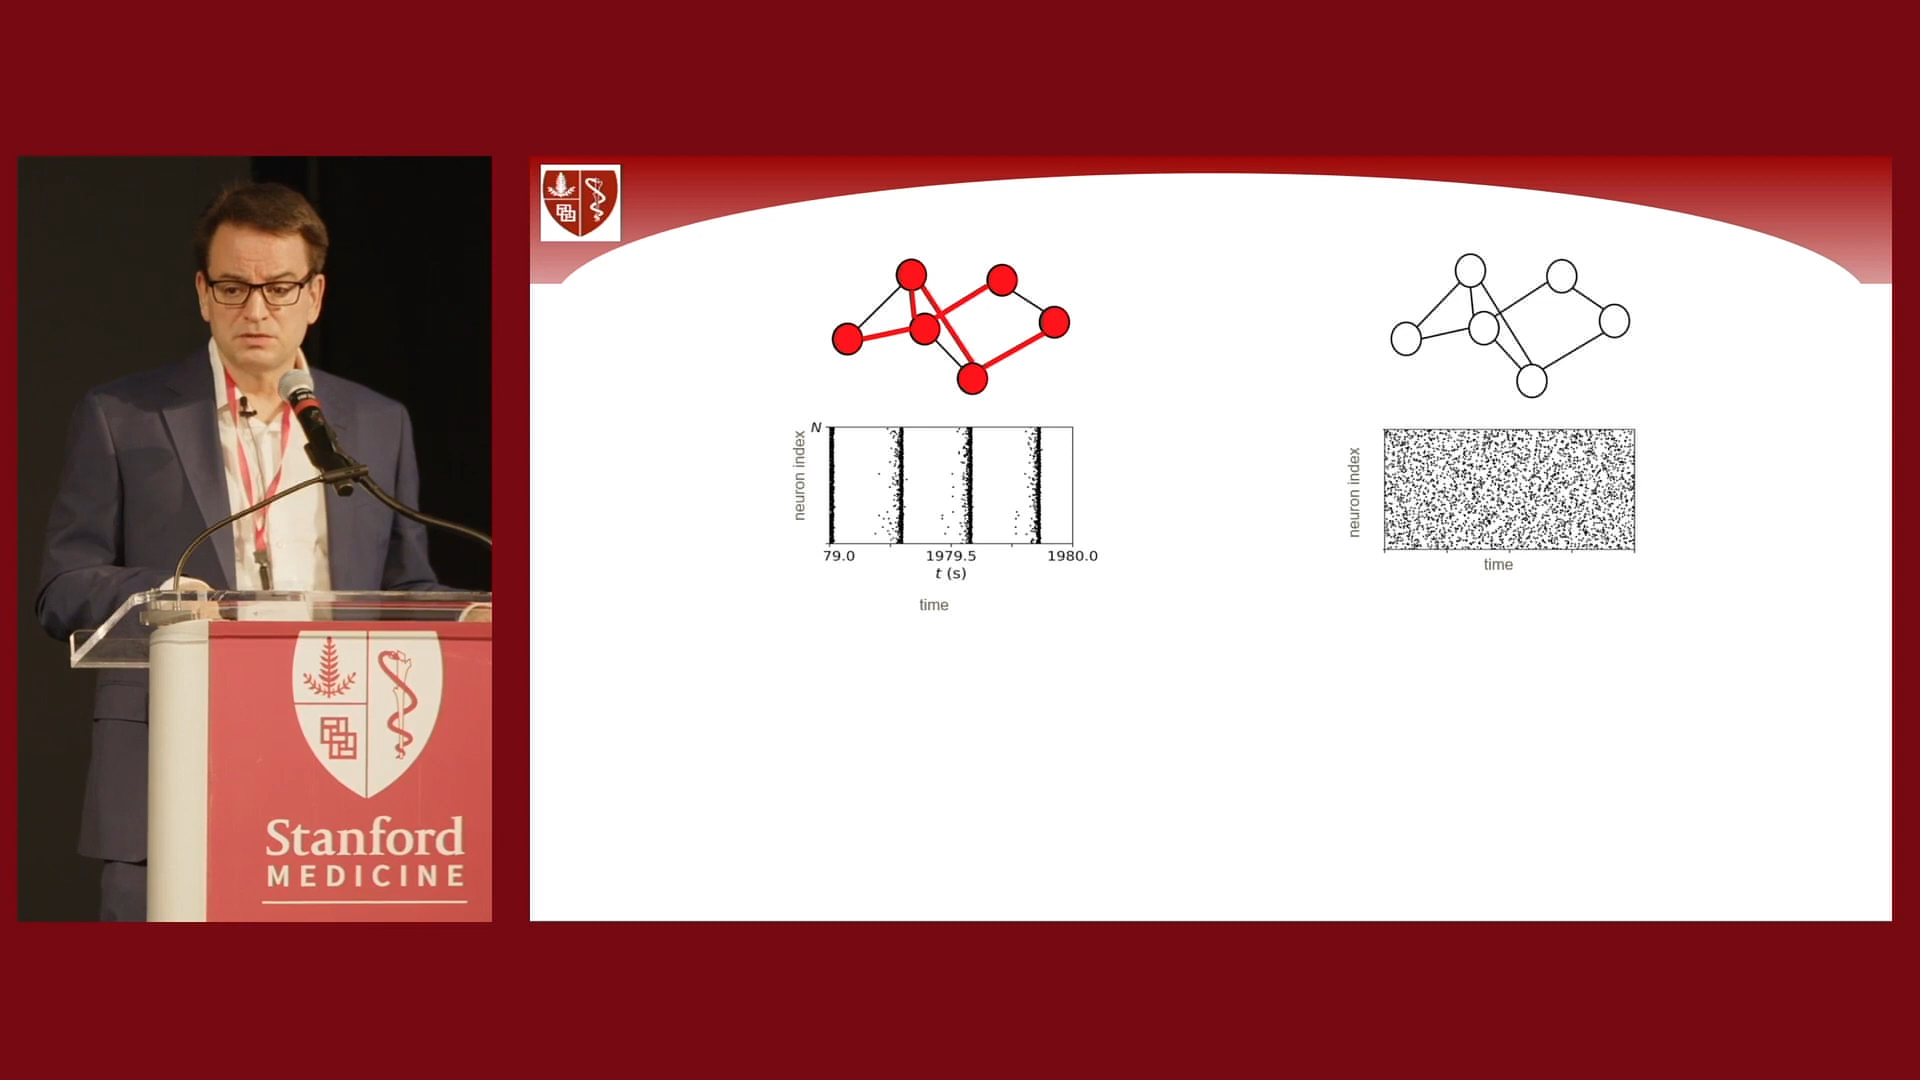 Stanford
MEDICINE
N
neuron index
79.0 1979.5 1980.0
t (s)
time
neuron index
time